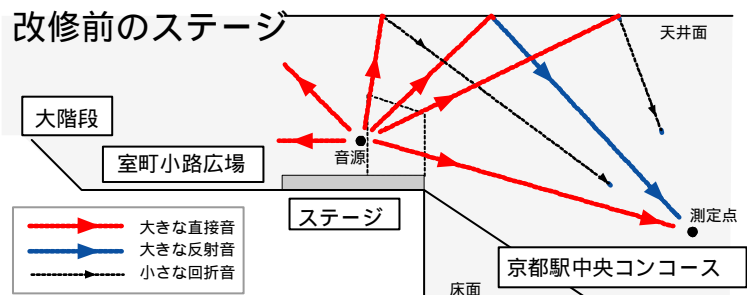 改修前のステージ
天井面
大階段
室町小路広場
音源
ステージ
測定点
大きな直接音
大きな反射音
小さな回折音
京都駅中央コンコース
床面